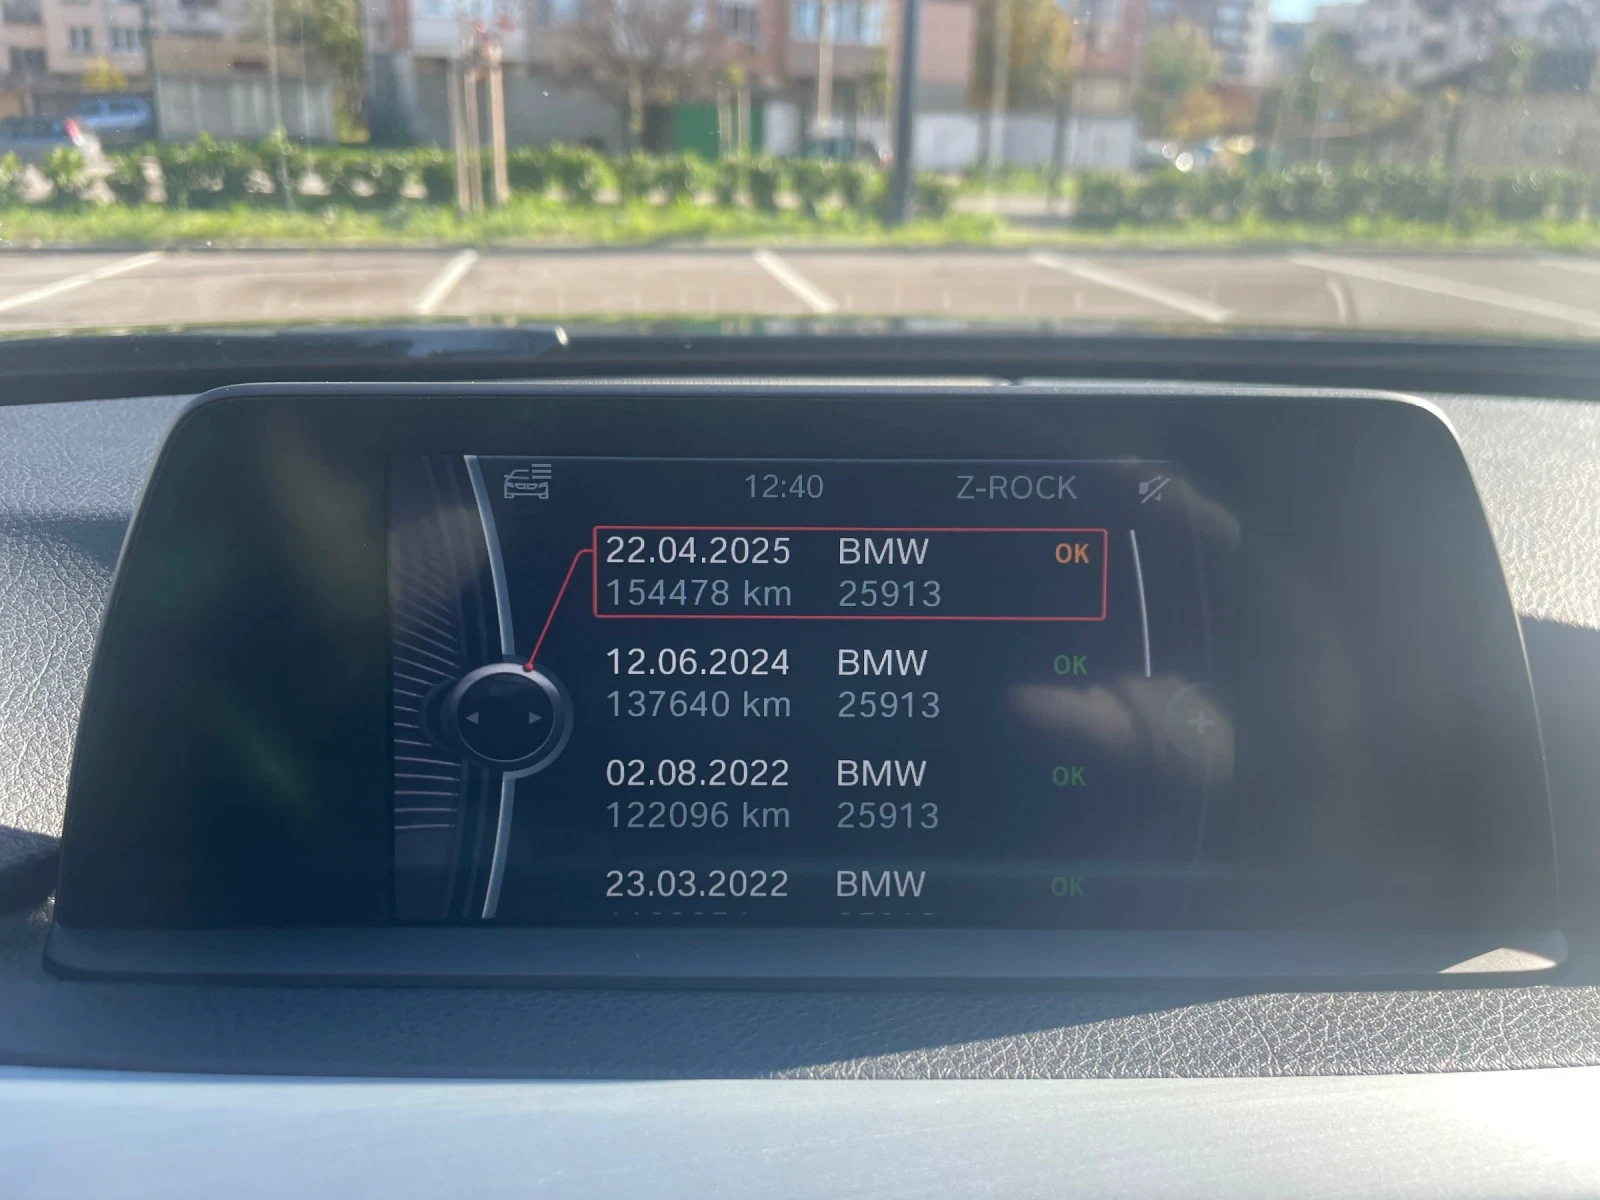 12:40 Z-ROCK
22.04.2025 BMW OK
154478 km 25913
12.06.2024 BMW OK
137640 km 25913
02.08.2022 BMW OK
122096 km 25913
23.03.2022 BMW OK